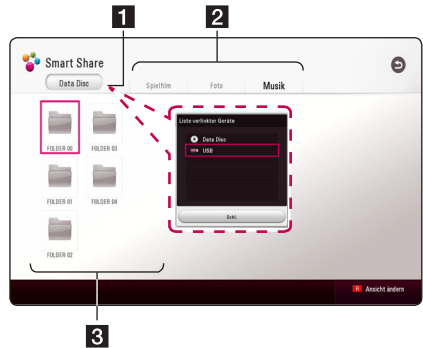 1 2
Smart Share
Data Disc Spielfilm Foto Musik
Liste verlinkter Geräte
Data Disc
USB
Schl.
FOLDER 00 FOLDER 03
FOLDER 01 FOLDER 04
FOLDER 02
R Ansicht ändern
3